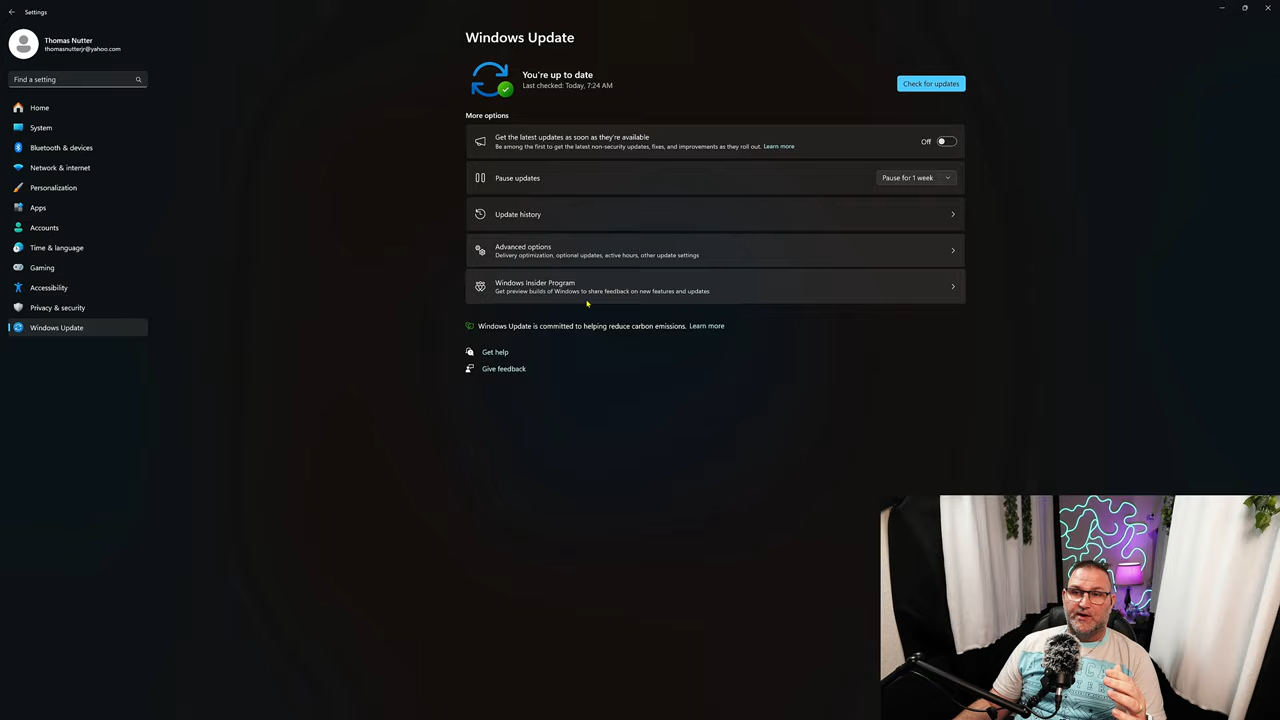 Settings
Thomas Nutter
thomasnutterjr@yahoo.com
Find a setting
Home
System
Bluetooth & devices
Network & internet
Personalization
Apps
Accounts
Time & language
Gaming
Accessibility
Privacy & security
Windows Update
Windows Update
You're up to date
Last checked: Today, 7:24 AM
Check for updates
More options
Get the latest updates as soon as they're available
Be among the first to get the latest non-security updates, fixes, and improvements as they roll out. Learn more
Off
Pause updates
Pause for 1 week
Update history
Advanced options
Delivery optimization, optional updates, active hours, other update settings
Windows Insider Program
Get preview builds of Windows to share feedback on new features and updates
Windows Update is committed to helping reduce carbon emissions. Learn more
Get help
Give feedback